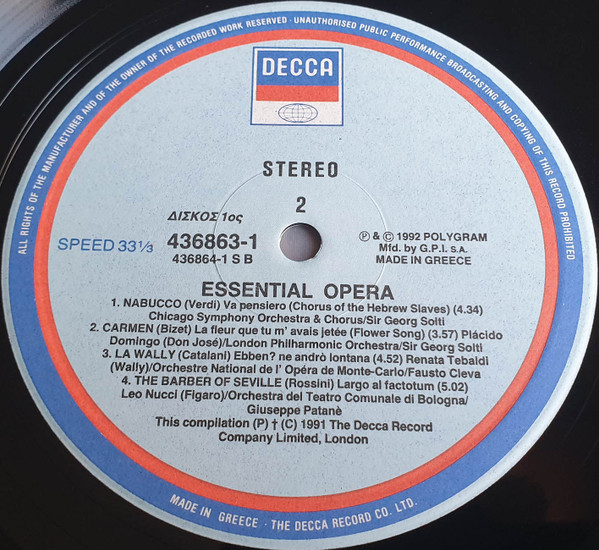 ALL RIGHTS OF THE MANUFACTURER AND OF THE OWNER OF THE RECORDED WORK RESERVED · UNAUTHORISED PUBLIC PERFORMANCE BROADCASTING AND COPYING OF THIS RECORD PROHIBITED
DECCA
STEREO
2
ΔΙΣΚΟΣ 1ος
SPEED 33 1/3
436863-1
436864-1 S B
℗ & © 1992 POLYGRAM
Mfd. by G.P.I. S.A.
MADE IN GREECE
ESSENTIAL OPERA
1. NABUCCO (Verdi) Va pensiero (Chorus of the Hebrew Slaves) (4.34)
Chicago Symphony Orchestra & Chorus/Sir Georg Solti
2. CARMEN (Bizet) La fleur que tu m' avais jetée (Flower Song) (3.57) Plácido
Domingo (Don José)/London Philharmonic Orchestra/Sir Georg Solti
3. LA WALLY (Catalani) Ebben? ne andrò lontana (4.52) Renata Tebaldi
(Wally)/Orchestre National de l' Opéra de Monte-Carlo/Fausto Cleva
4. THE BARBER OF SEVILLE (Rossini) Largo al factotum (5.02)
Leo Nucci (Figaro)/Orchestra del Teatro Comunale di Bologna/
Giuseppe Patanè
This compilation (P) † (C) 1991 The Decca Record
Company Limited, London
MADE IN GREECE · THE DECCA RECORD CO. LTD.